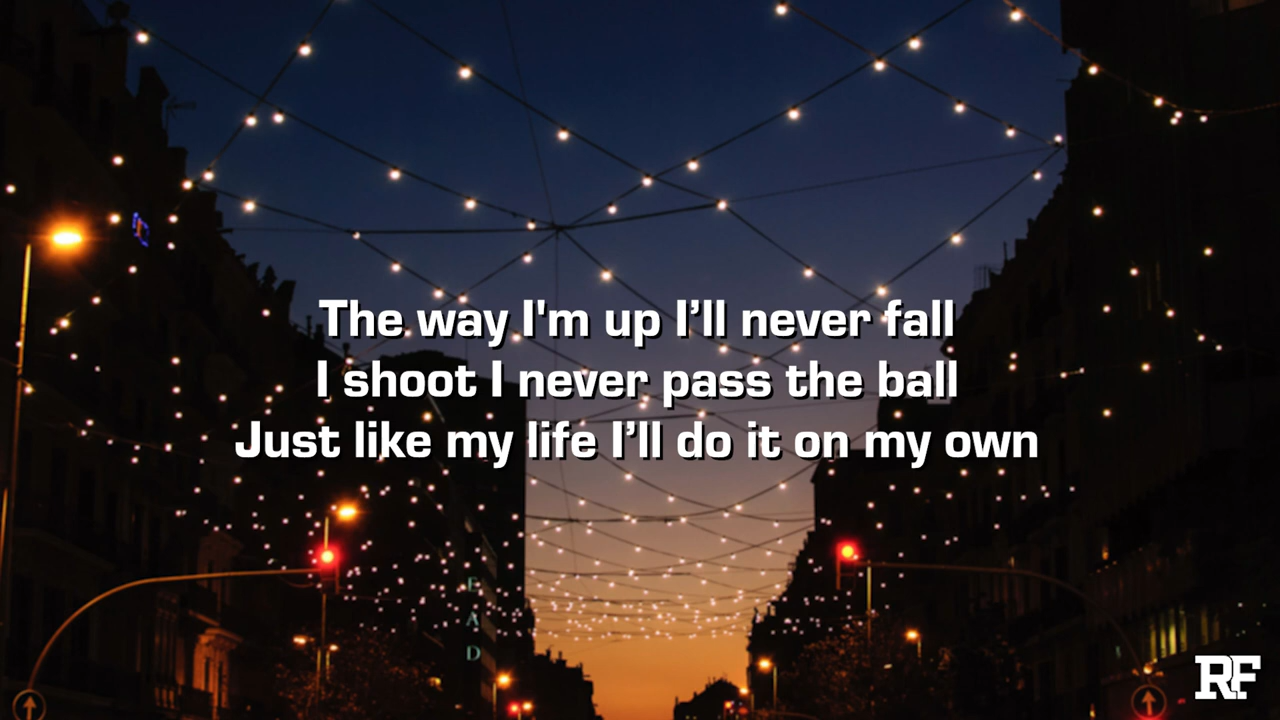 The way I'm up I’ll never fall
I shoot I never pass the ball
Just like my life I’ll do it on my own
E
A
D
RF